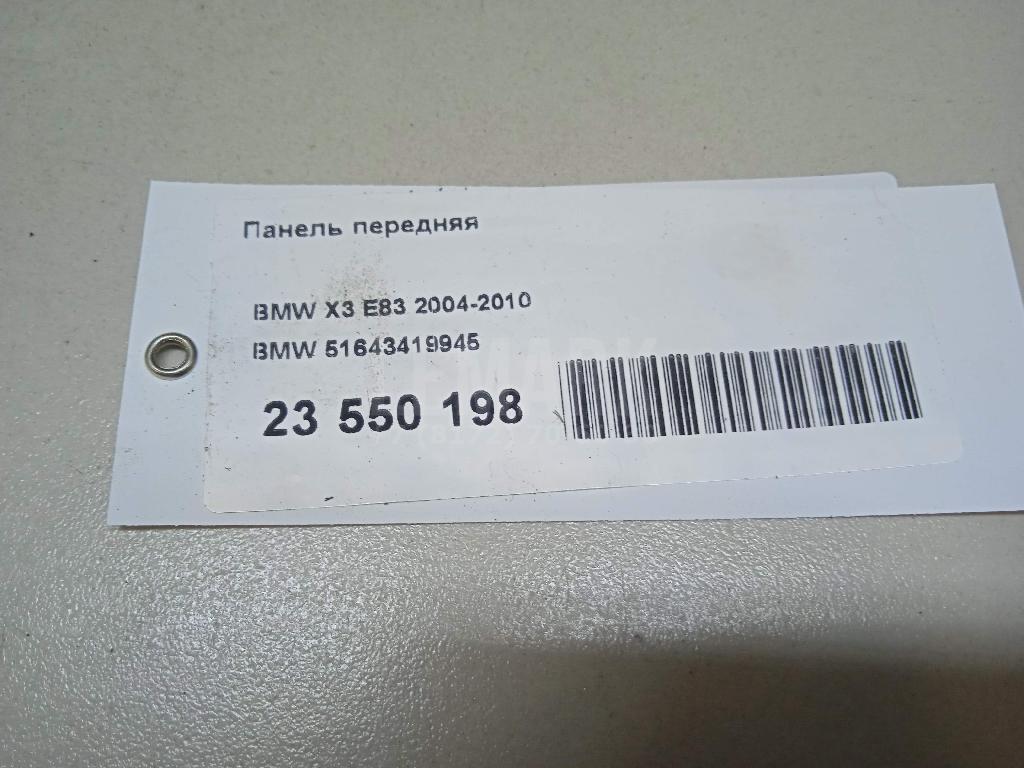 Панель передняя
BMW X3 E83 2004-2010
BMW 51643419945
23 550 198